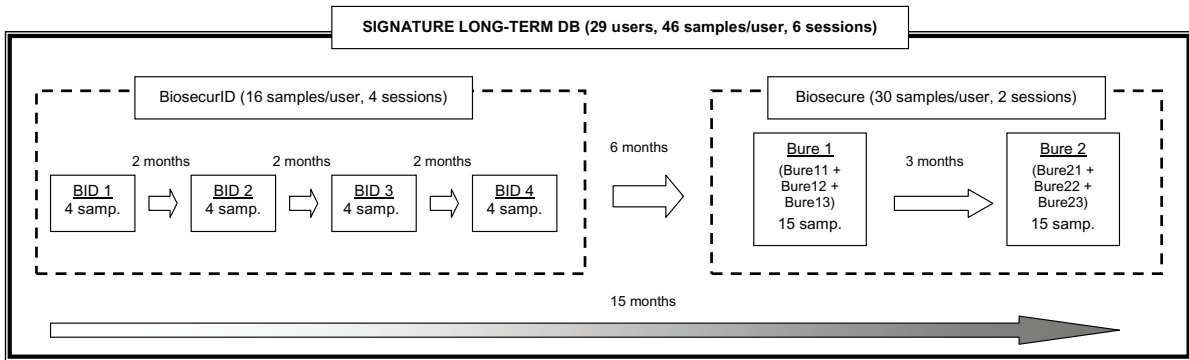 SIGNATURE LONG-TERM DB (29 users, 46 samples/user, 6 sessions)
BiosecurID (16 samples/user, 4 sessions)
2 months
2 months
2 months
BID 1
4 samp.
BID 2
4 samp.
BID 3
4 samp.
BID 4
4 samp.
6 months
Biosecure (30 samples/user, 2 sessions)
Bure 1
(Bure11 +
Bure12 +
Bure13)
15 samp.
3 months
Bure 2
(Bure21 +
Bure22 +
Bure23)
15 samp.
15 months